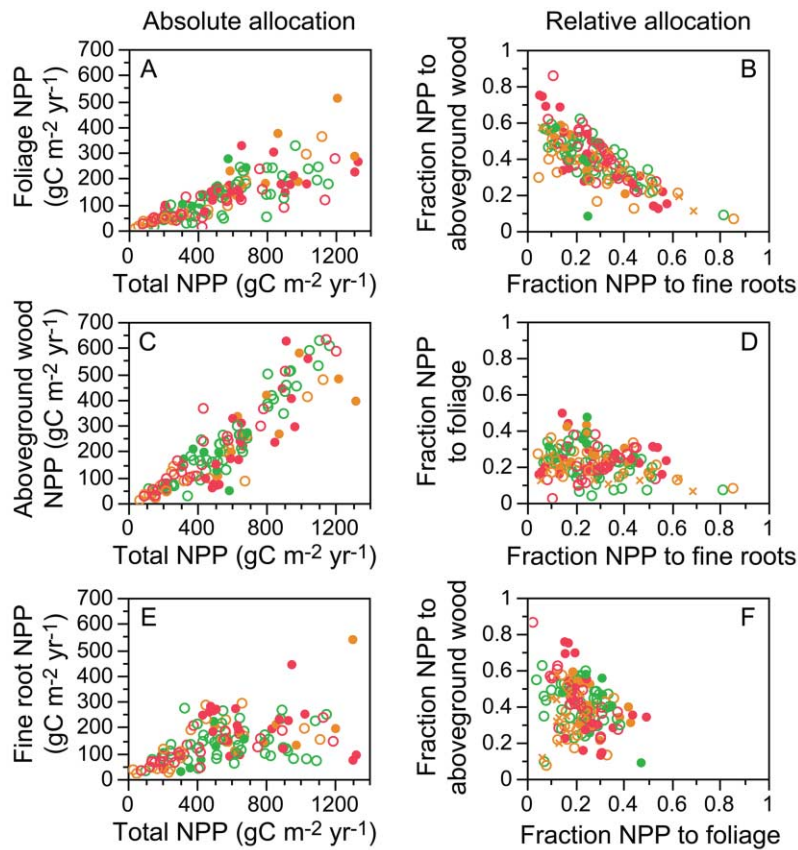 Absolute allocation
Relative allocation
A
Foliage NPP
(gC m-2 yr-1)
700
600
500
400
300
200
100
0
0 400 800 1200
Total NPP (gC m-2 yr-1)
B
Fraction NPP to
aboveground wood
1
0.8
0.6
0.4
0.2
0
0 0.2 0.4 0.6 0.8 1
Fraction NPP to fine roots
C
Aboveground wood
NPP (gC m-2 yr-1)
700
600
500
400
300
200
100
0
0 400 800 1200
Total NPP (gC m-2 yr-1)
D
Fraction NPP
to foliage
1
0.8
0.6
0.4
0.2
0
0 0.2 0.4 0.6 0.8 1
Fraction NPP to fine roots
E
Fine root NPP
(gC m-2 yr-1)
700
600
500
400
300
200
100
0
0 400 800 1200
Total NPP (gC m-2 yr-1)
F
Fraction NPP to
aboveground wood
1
0.8
0.6
0.4
0.2
0
0 0.2 0.4 0.6 0.8 1
Fraction NPP to foliage